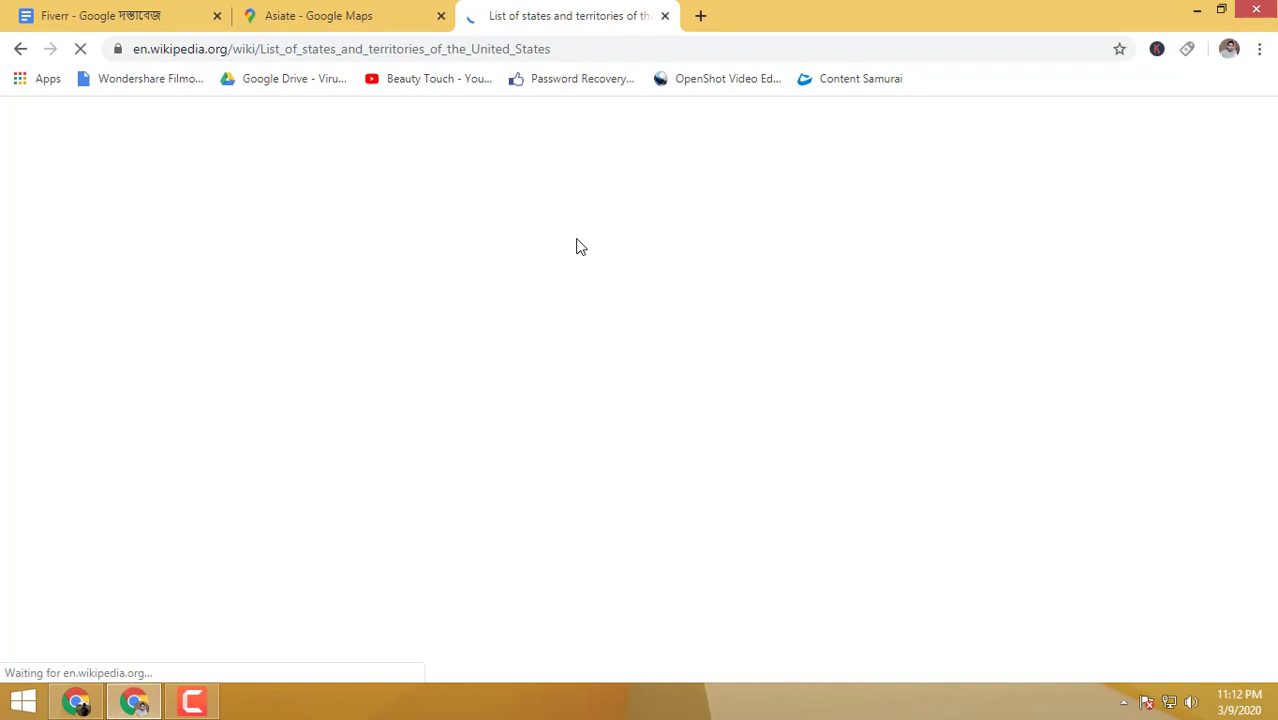 Fiverr - Google দস্তাবেজ
Asiate - Google Maps
List of states and territories of the
en.wikipedia.org/wiki/List_of_states_and_territories_of_the_United_States
Apps
Wondershare Filmo...
Google Drive - Viru...
Beauty Touch - You...
Password Recovery...
OpenShot Video Ed...
Content Samurai
Waiting for en.wikipedia.org...
11:12 PM
3/9/2020